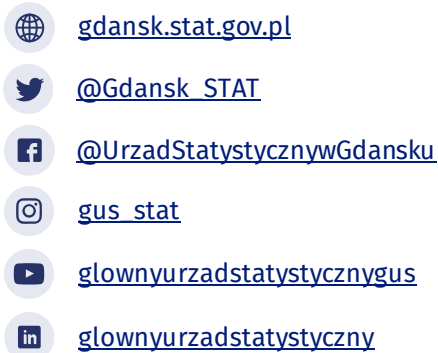 gdansk.stat.gov.pl
@Gdansk_STAT
@UrzadStatystycznywGdansku
gus_stat
glownyurzadstatystycznygus
glownyurzadstatystyczny